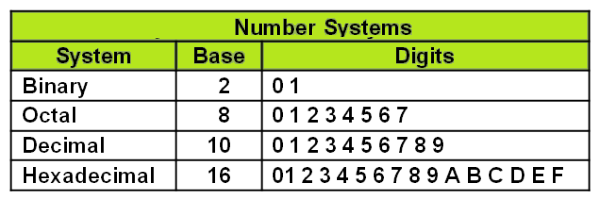 Number Systems
System Base Digits
Binary 2 0 1
Octal 8 0 1 2 3 4 5 6 7
Decimal 10 0 1 2 3 4 5 6 7 8 9
Hexadecimal 16 01 2 3 4 5 6 7 8 9 A B C D E F